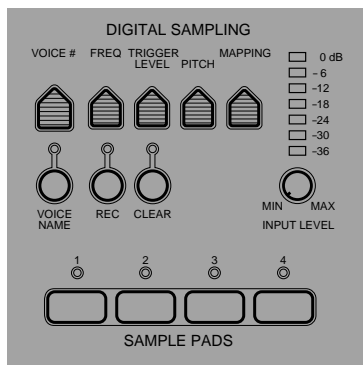 DIGITAL SAMPLING
VOICE # FREQ TRIGGER LEVEL PITCH MAPPING
0 dB
-6
-12
-18
-24
-30
-36
VOICE NAME
REC
CLEAR
MIN MAX
INPUT LEVEL
1 2 3 4
SAMPLE PADS